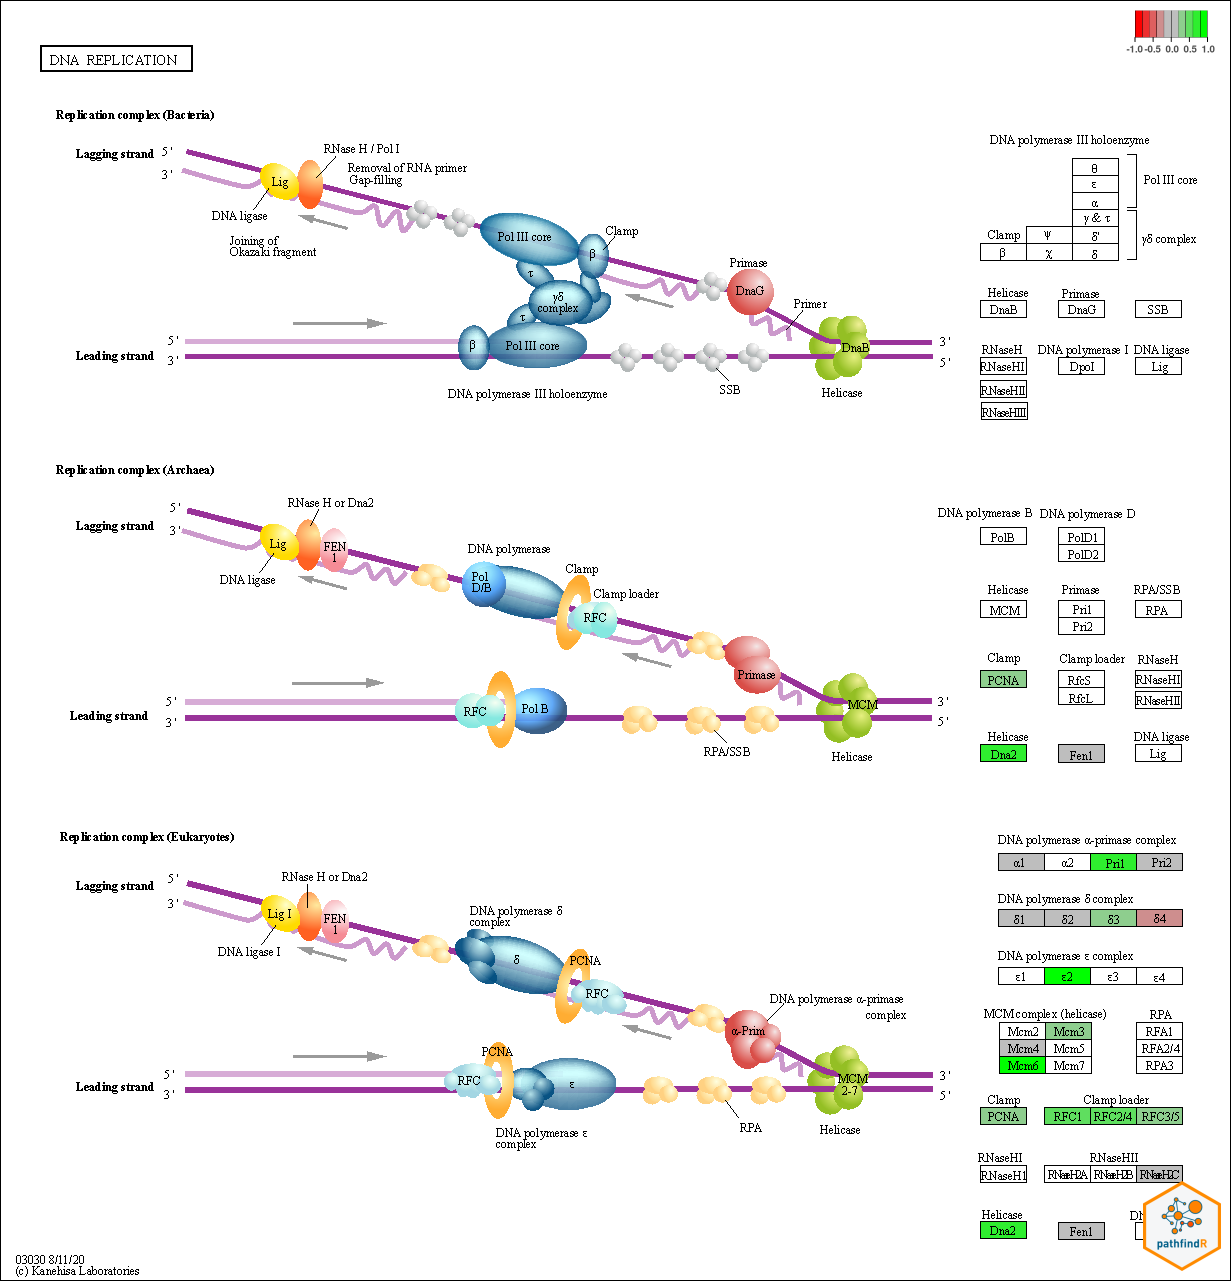 -1.0 -0.5 0.0 0.5 1.0
DNA REPLICATION
Replication complex (Bacteria)
Lagging strand
5'
3'
Lig
RNase H / Pol I
Removal of RNA primer
Gap-filling
DNA ligase
Joining of
Okazaki fragment
Pol III core
Clamp
β
τ
γδ
complex
τ
Primase
DnaG
Primer
5'
Leading strand
3'
β
Pol III core
DNA polymerase III holoenzyme
SSB
DnaB
Helicase
3'
5'
DNA polymerase III holoenzyme
θ
ε
α
Pol III core
γ & τ
Clamp ψ δ'
β χ δ
γδ complex
Helicase Primase
DnaB DnaG SSB
RNaseH DNA polymerase I DNA ligase
RNaseHI DpoI Lig
RNaseHII
RNaseHIII
Replication complex (Archaea)
Lagging strand
5'
3'
Lig
RNase H or Dna2
FEN
1
DNA ligase
DNA polymerase
Pol
D/B
Clamp
Clamp loader
RFC
Primase
5'
Leading strand
3'
RFC
Pol B
RPA/SSB
MCM
Helicase
3'
5'
DNA polymerase B DNA polymerase D
PolB PolD1
PolD2
Helicase Primase RPA/SSB
MCM Pri1 RPA
Pri2
Clamp Clamp loader RNaseH
PCNA RfcS RNaseHI
RfcL RNaseHII
Helicase DNA ligase
Dna2 Fen1 Lig
Replication complex (Eukaryotes)
Lagging strand
5'
3'
Lig I
RNase H or Dna2
FEN
1
DNA ligase I
DNA polymerase δ
complex
δ
PCNA
RFC
DNA polymerase α-primase
complex
α-Prim
5'
Leading strand
3'
RFC
PCNA
ε
DNA polymerase ε
complex
RPA
MCM
2-7
Helicase
3'
5'
DNA polymerase α-primase complex
α1 α2 Pri1 Pri2
DNA polymerase δ complex
δ1 δ2 δ3 δ4
DNA polymerase ε complex
ε1 ε2 ε3 ε4
MCM complex (helicase) RPA
Mcm2 Mcm3 RFA1
Mcm4 Mcm5 RFA2/4
Mcm6 Mcm7 RPA3
Clamp Clamp loader
PCNA RFC1 RFC2/4 RFC3/5
RNaseHI RNaseHII
RNaseH1 RNaseH2A RNaseH2B RNaseH2C
Helicase
Dna2 Fen1
pathfindR
03030 8/11/20
(c) Kanehisa Laboratories